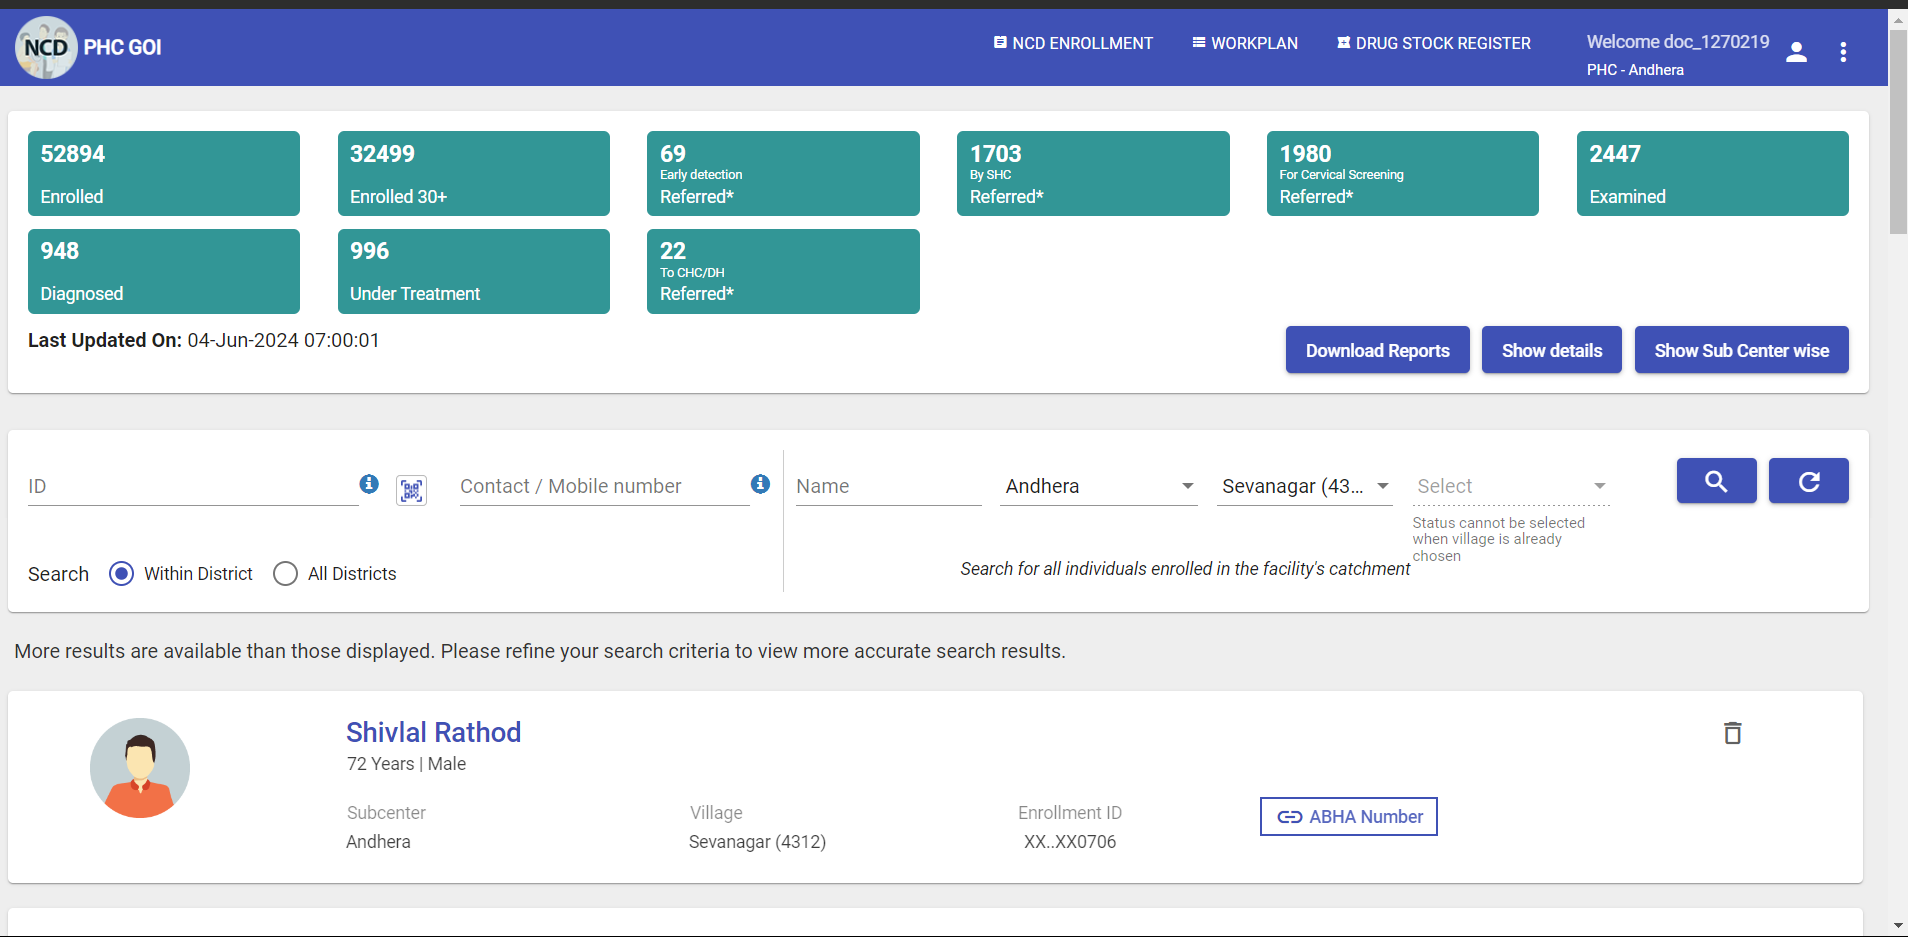 NCD PHC GOI
NCD ENROLLMENT WORKPLAN DRUG STOCK REGISTER Welcome doc_1270219
PHC - Andhera
52894
Enrolled
32499
Enrolled 30+
69
Early detection
Referred*
1703
By SHC
Referred*
1980
For Cervical Screening
Referred*
2447
Examined
948
Diagnosed
996
Under Treatment
22
To CHC/DH
Referred*
Last Updated On: 04-Jun-2024 07:00:01
Download Reports Show details Show Sub Center wise
ID Contact / Mobile number Name Andhera Sevanagar (43... Select
Status cannot be selected
when village is already
chosen
Search Within District All Districts
Search for all individuals enrolled in the facility's catchment
More results are available than those displayed. Please refine your search criteria to view more accurate search results.
Shivlal Rathod
72 Years | Male
Subcenter Village Enrollment ID
Andhera Sevanagar (4312) XX..XX0706
ABHA Number